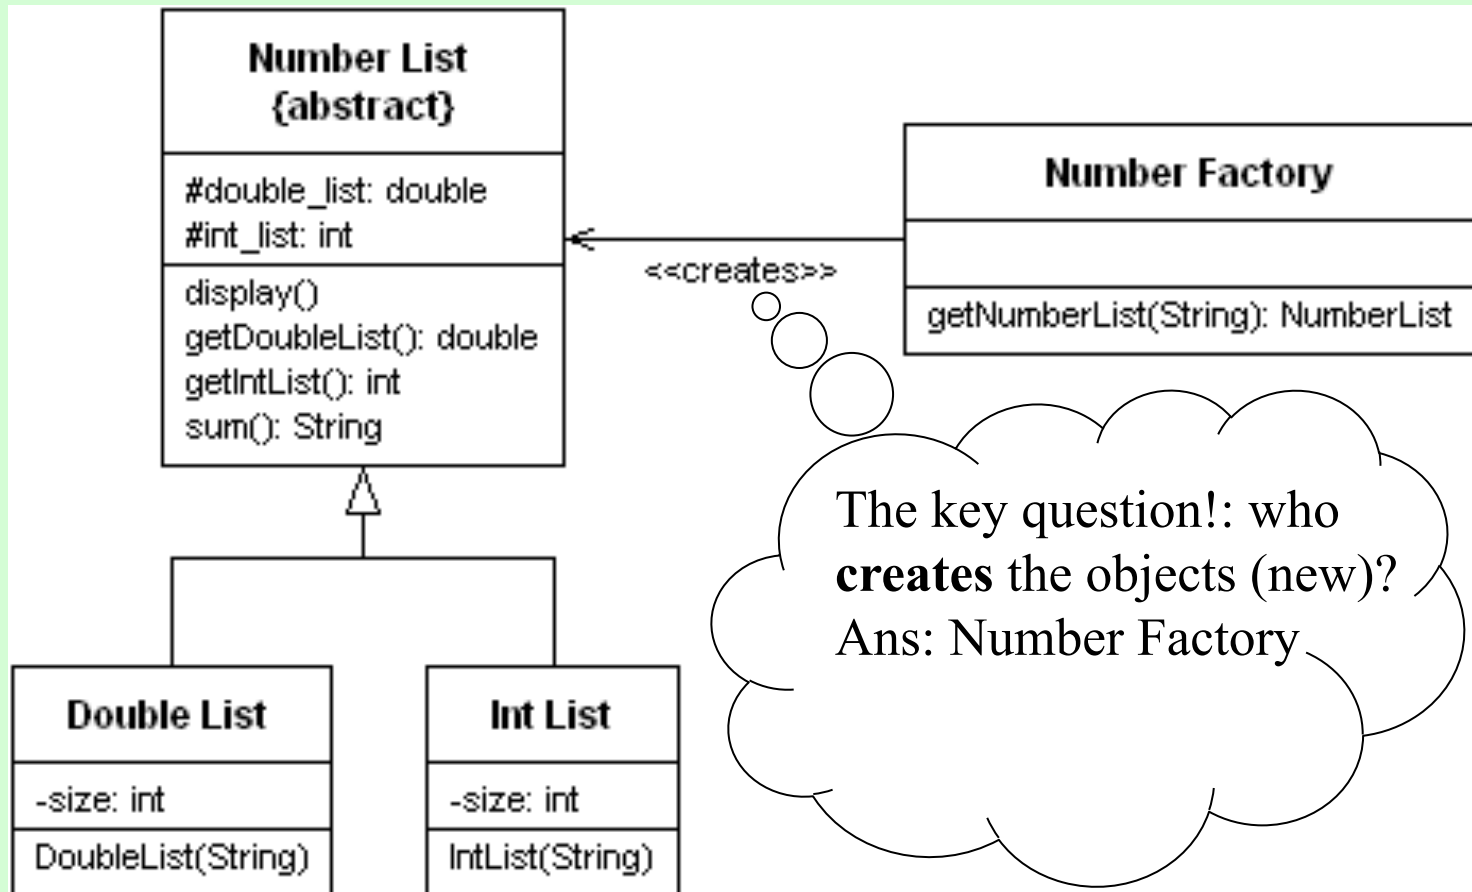 Number List
{abstract}
#double_list: double
#int_list: int
display()
getDoubleList(): double
getIntList(): int
sum(): String
<<creates>>
Number Factory
getNumberList(String): NumberList
The key question!: who
creates the objects (new)?
Ans: Number Factory
Double List
-size: int
DoubleList(String)
Int List
-size: int
IntList(String)